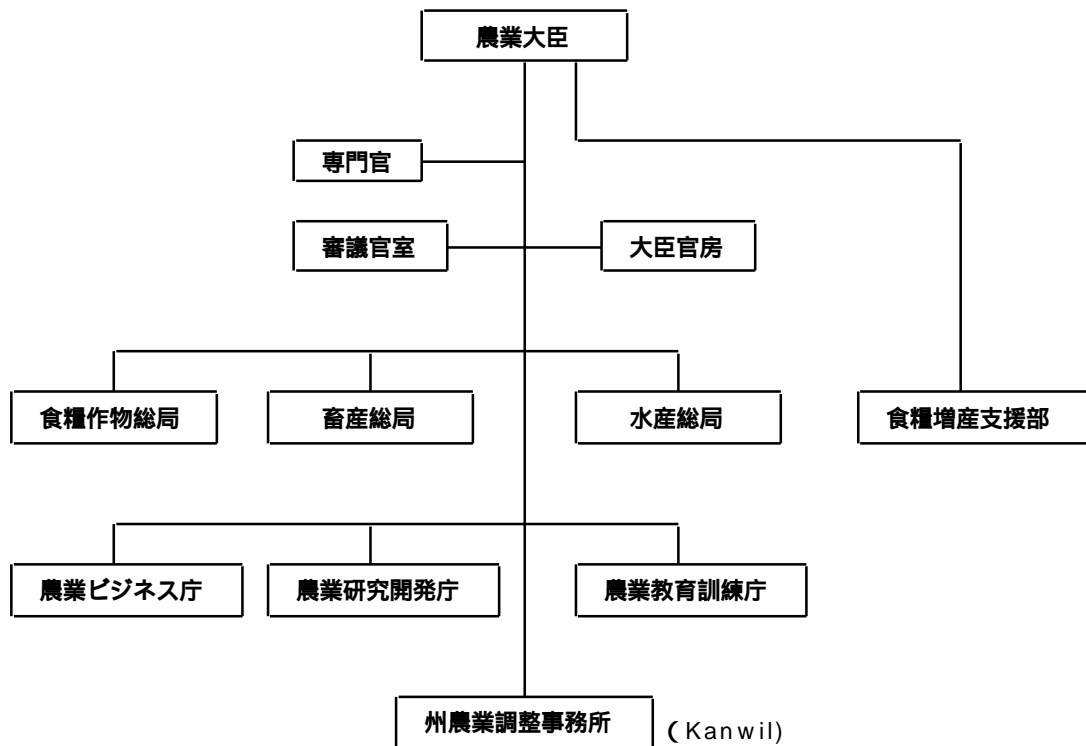 農業大臣
専門官
審議官室 大臣官房
食糧作物総局 畜産総局 水産総局 食糧増産支援部
農業ビジネス庁 農業研究開発庁 農業教育訓練庁
州農業調整事務所 (Kanwil)